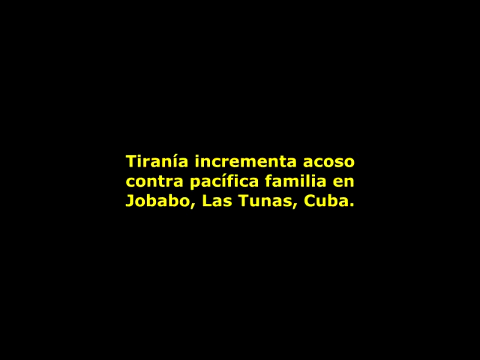 Tiranía incrementa acoso
contra pacífica familia en
Jobabo, Las Tunas, Cuba.